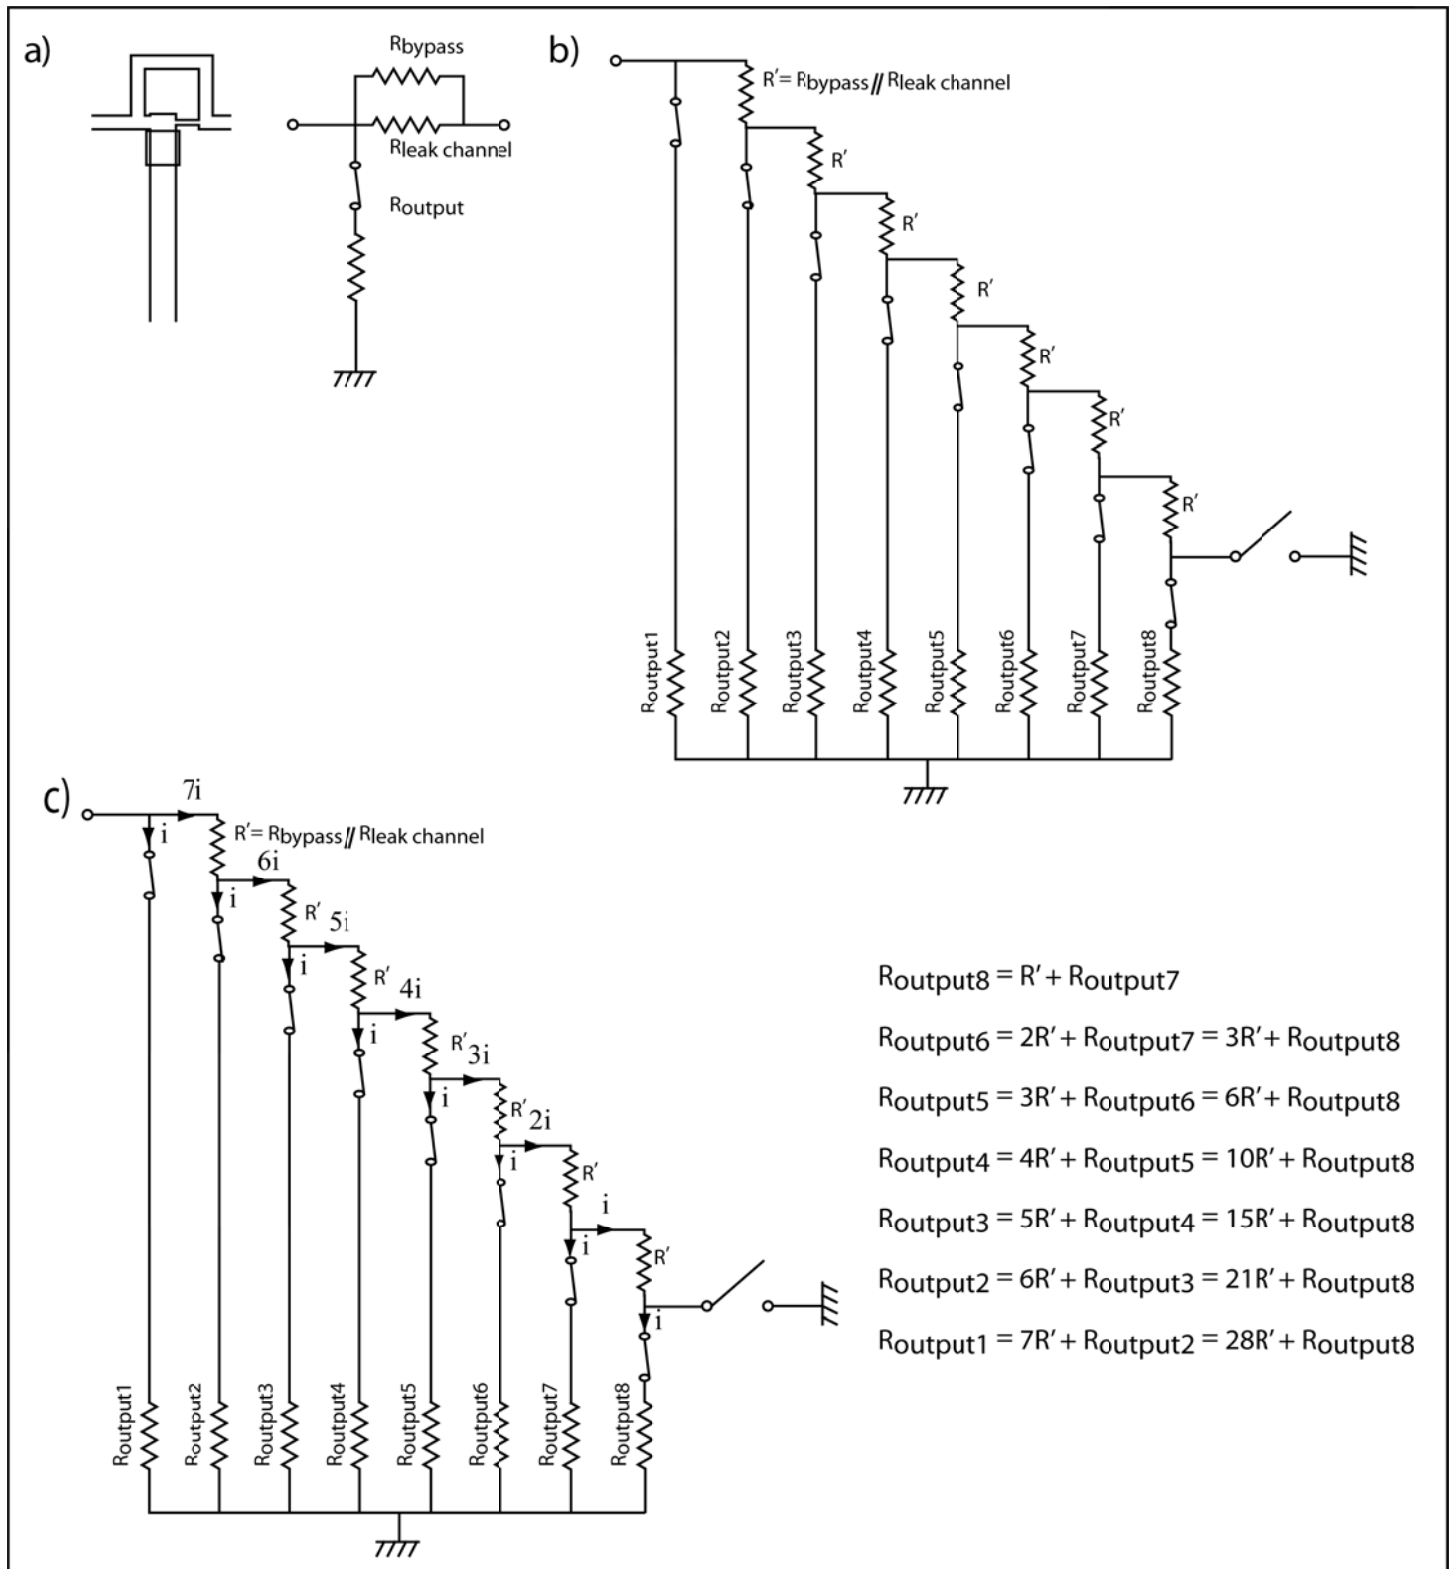 a)
Rbypass
Rleak channel
Routput
b)
R'= Rbypass // Rleak channel
R'
R'
R'
R'
R'
R'
Routput1
Routput2
Routput3
Routput4
Routput5
Routput6
Routput7
Routput8
c)
7i
i
R'= Rbypass // Rleak channel
6i
i
R'
5i
i
R'
4i
i
R'
3i
i
R'
2i
i
R'
i
i
R'
i
Routput1
Routput2
Routput3
Routput4
Routput5
Routput6
Routput7
Routput8
Routput8 = R' + Routput7
Routput6 = 2R' + Routput7 = 3R' + Routput8
Routput5 = 3R' + Routput6 = 6R' + Routput8
Routput4 = 4R' + Routput5 = 10R' + Routput8
Routput3 = 5R' + Routput4 = 15R' + Routput8
Routput2 = 6R' + Routput3 = 21R' + Routput8
Routput1 = 7R' + Routput2 = 28R' + Routput8